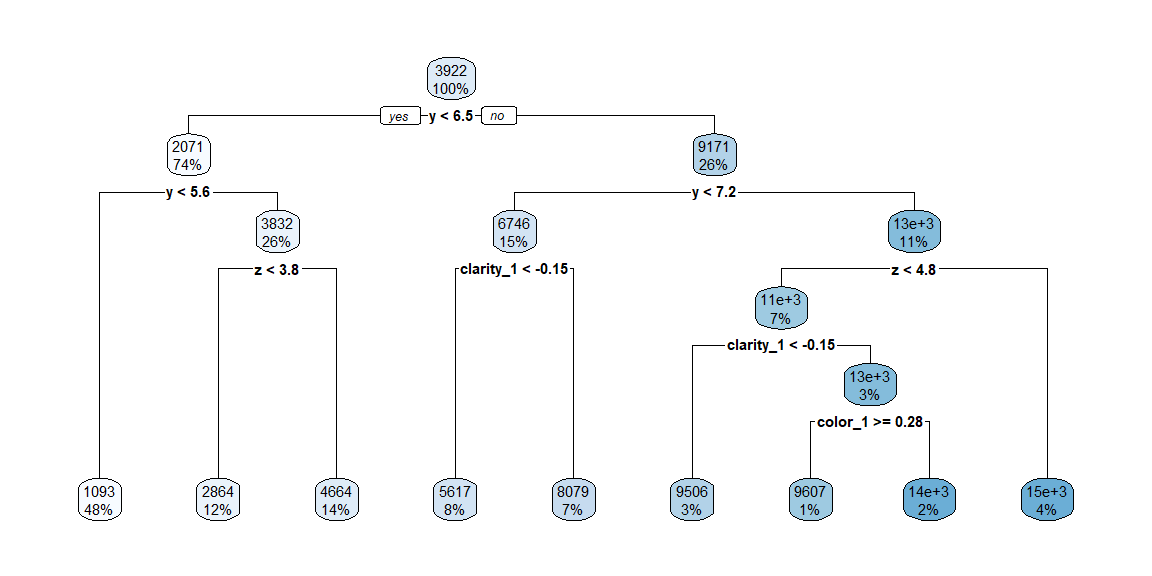 3922
100%
yes y < 6.5 no
2071
74%
9171
26%
y < 5.6
y < 7.2
3832
26%
6746
15%
13e+3
11%
z < 3.8
clarity_1 < -0.15
z < 4.8
11e+3
7%
clarity_1 < -0.15
13e+3
3%
color_1 >= 0.28
1093
48%
2864
12%
4664
14%
5617
8%
8079
7%
9506
3%
9607
1%
14e+3
2%
15e+3
4%